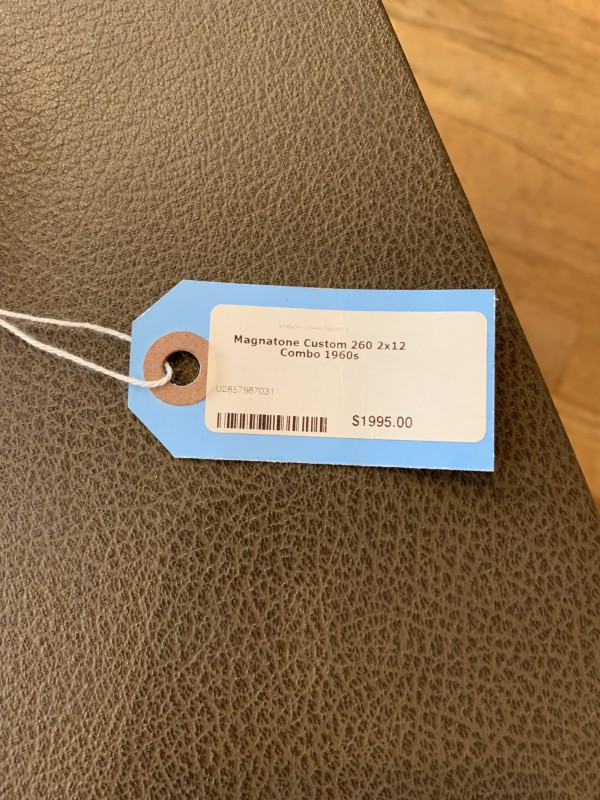 Magnatone Custom 260 2x12
Combo 1960s
U2857987031
$1995.00